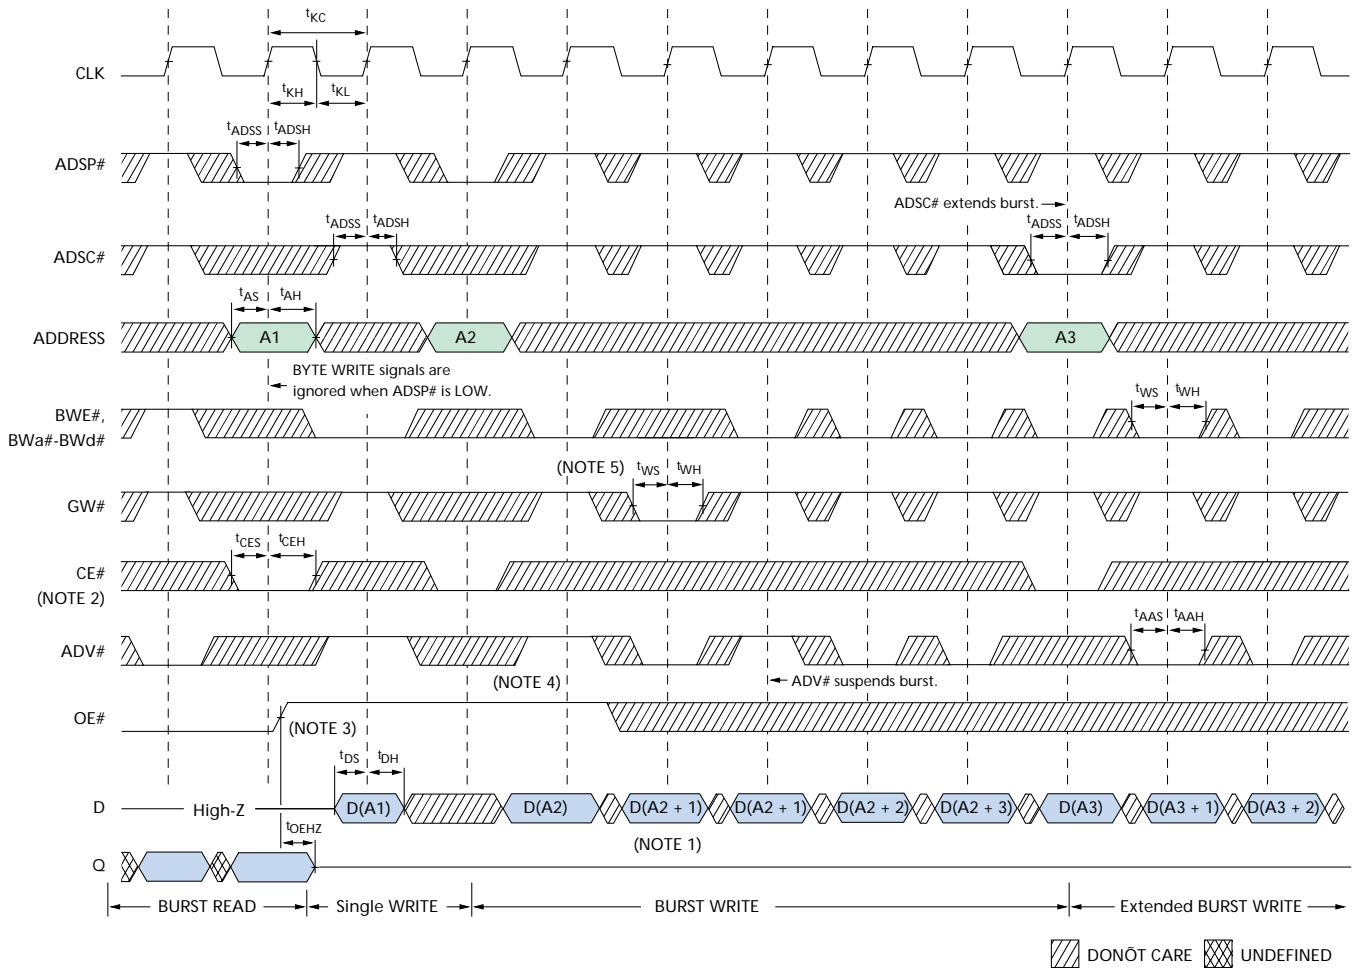 tKC
CLK
tKH
tKL
tADSS
tADSH
ADSP#
ADSC# extends burst.
tADSS
tADSH
tADSS
tADSH
ADSC#
tAS
tAH
ADDRESS
A1
A2
A3
BYTE WRITE signals are
ignored when ADSP# is LOW.
BWE#,
BWa#-BWd#
tWS
tWH
(NOTE 5)
tWS
tWH
GW#
tCES
tCEH
CE#
(NOTE 2)
tAAS
tAAH
ADV#
(NOTE 4)
ADV# suspends burst.
OE#
(NOTE 3)
tDS
tDH
D
High-Z
D(A1)
D(A2)
D(A2 + 1)
D(A2 + 1)
D(A2 + 2)
D(A2 + 3)
D(A3)
D(A3 + 1)
D(A3 + 2)
tOEHZ
(NOTE 1)
Q
BURST READ
Single WRITE
BURST WRITE
Extended BURST WRITE
DONÕT CARE
UNDEFINED